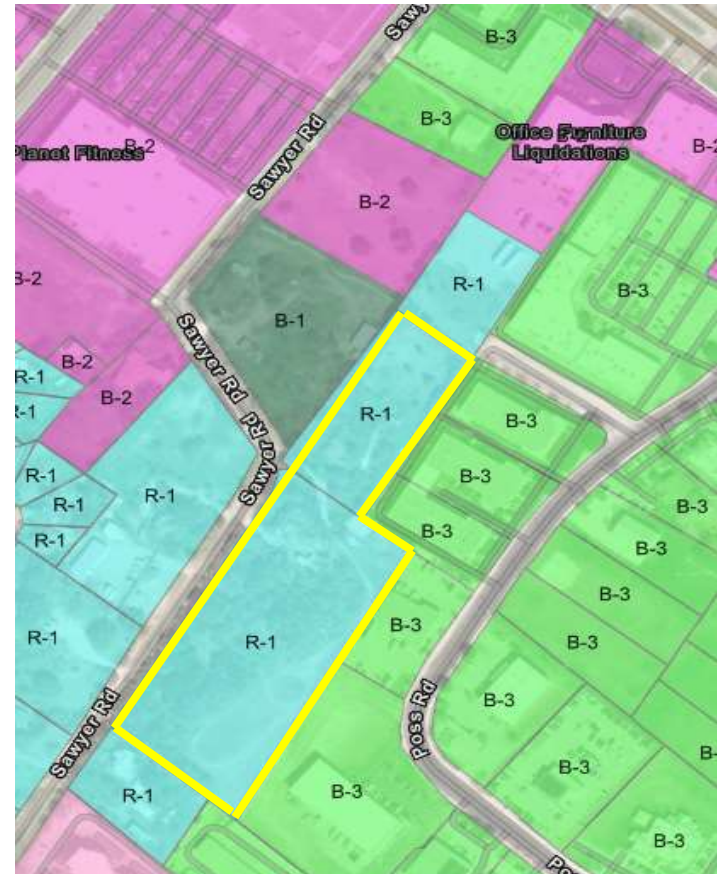 Sawyer Rd
B-3
B-3
Office Furniture
Liquidations
B-2
Planet Fitness
B-2
Sawyer Rd
B-2
R-1
B-3
B-2
B-1
Sawyer Rd
B-2
R-1
B-2
R-1
R-1
B-3
Rd
Sawyer
R-1
R-1
B-3
R-1
R-1
B-3
B-3
B-3
B-3
R-1
R-1
B-3
B-3
Poss Rd
B-3
Sawyer Rd
B-3
B-3
R-1
B-3